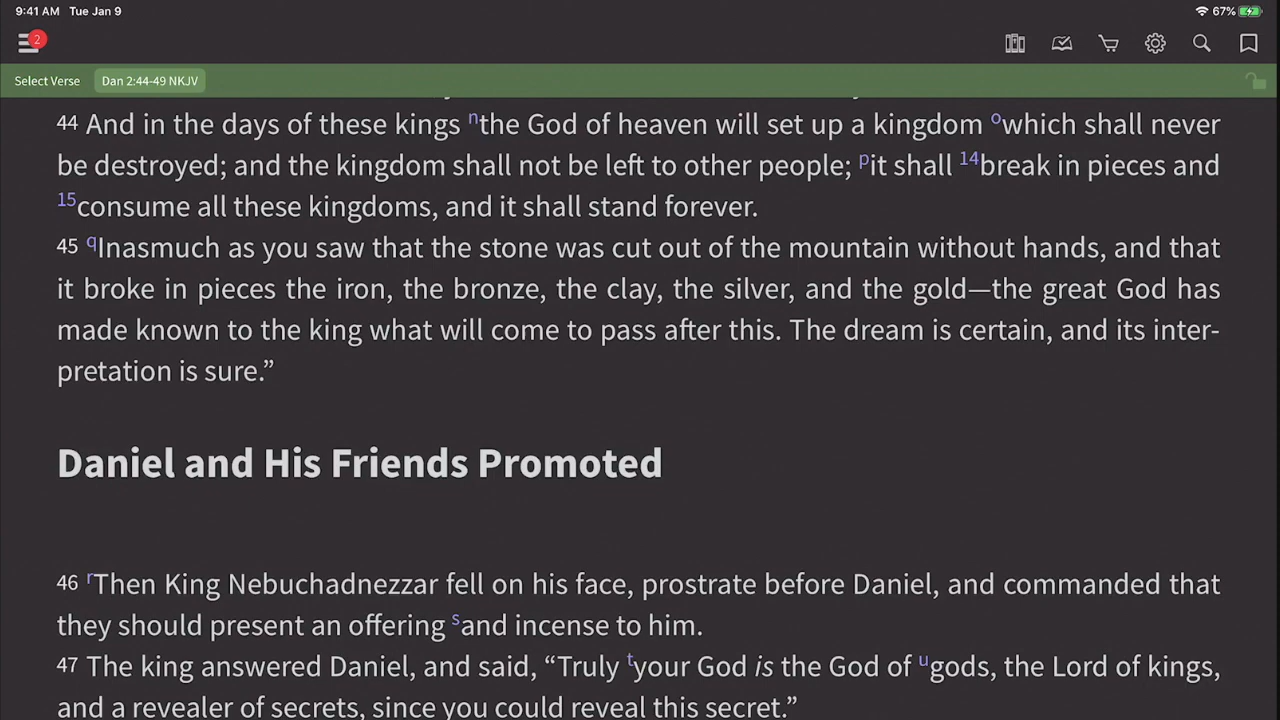 9:41 AM Tue Jan 9 67%
2
Select Verse Dan 2:44-49 NKJV
44 And in the days of these kings nthe God of heaven will set up a kingdom owhich shall never
be destroyed; and the kingdom shall not be left to other people; pit shall 14break in pieces and
15consume all these kingdoms, and it shall stand forever.
45 qInasmuch as you saw that the stone was cut out of the mountain without hands, and that
it broke in pieces the iron, the bronze, the clay, the silver, and the gold—the great God has
made known to the king what will come to pass after this. The dream is certain, and its inter-
pretation is sure.”
Daniel and His Friends Promoted
46 rThen King Nebuchadnezzar fell on his face, prostrate before Daniel, and commanded that
they should present an offering sand incense to him.
47 The king answered Daniel, and said, “Truly tyour God is the God of ugods, the Lord of kings,
and a revealer of secrets, since you could reveal this secret.”